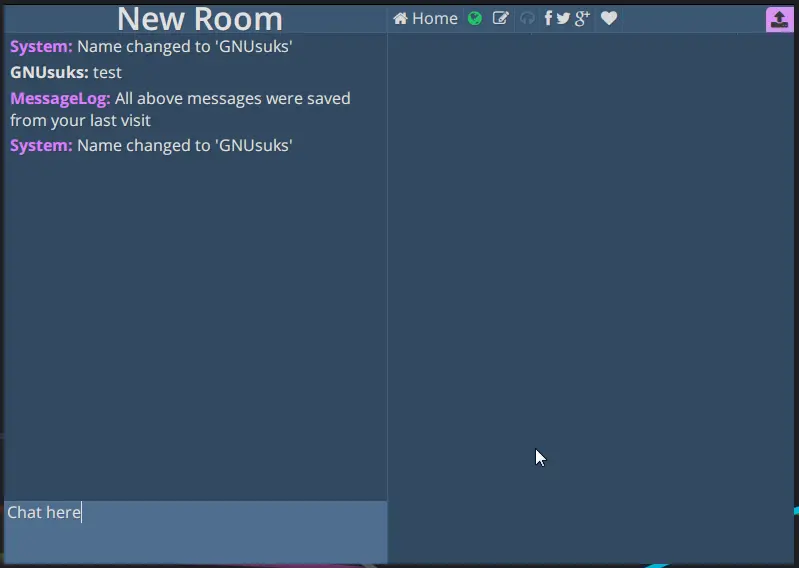 New Room
Home
System: Name changed to 'GNUsuks'
GNUsuks: test
MessageLog: All above messages were saved
from your last visit
System: Name changed to 'GNUsuks'
Chat here